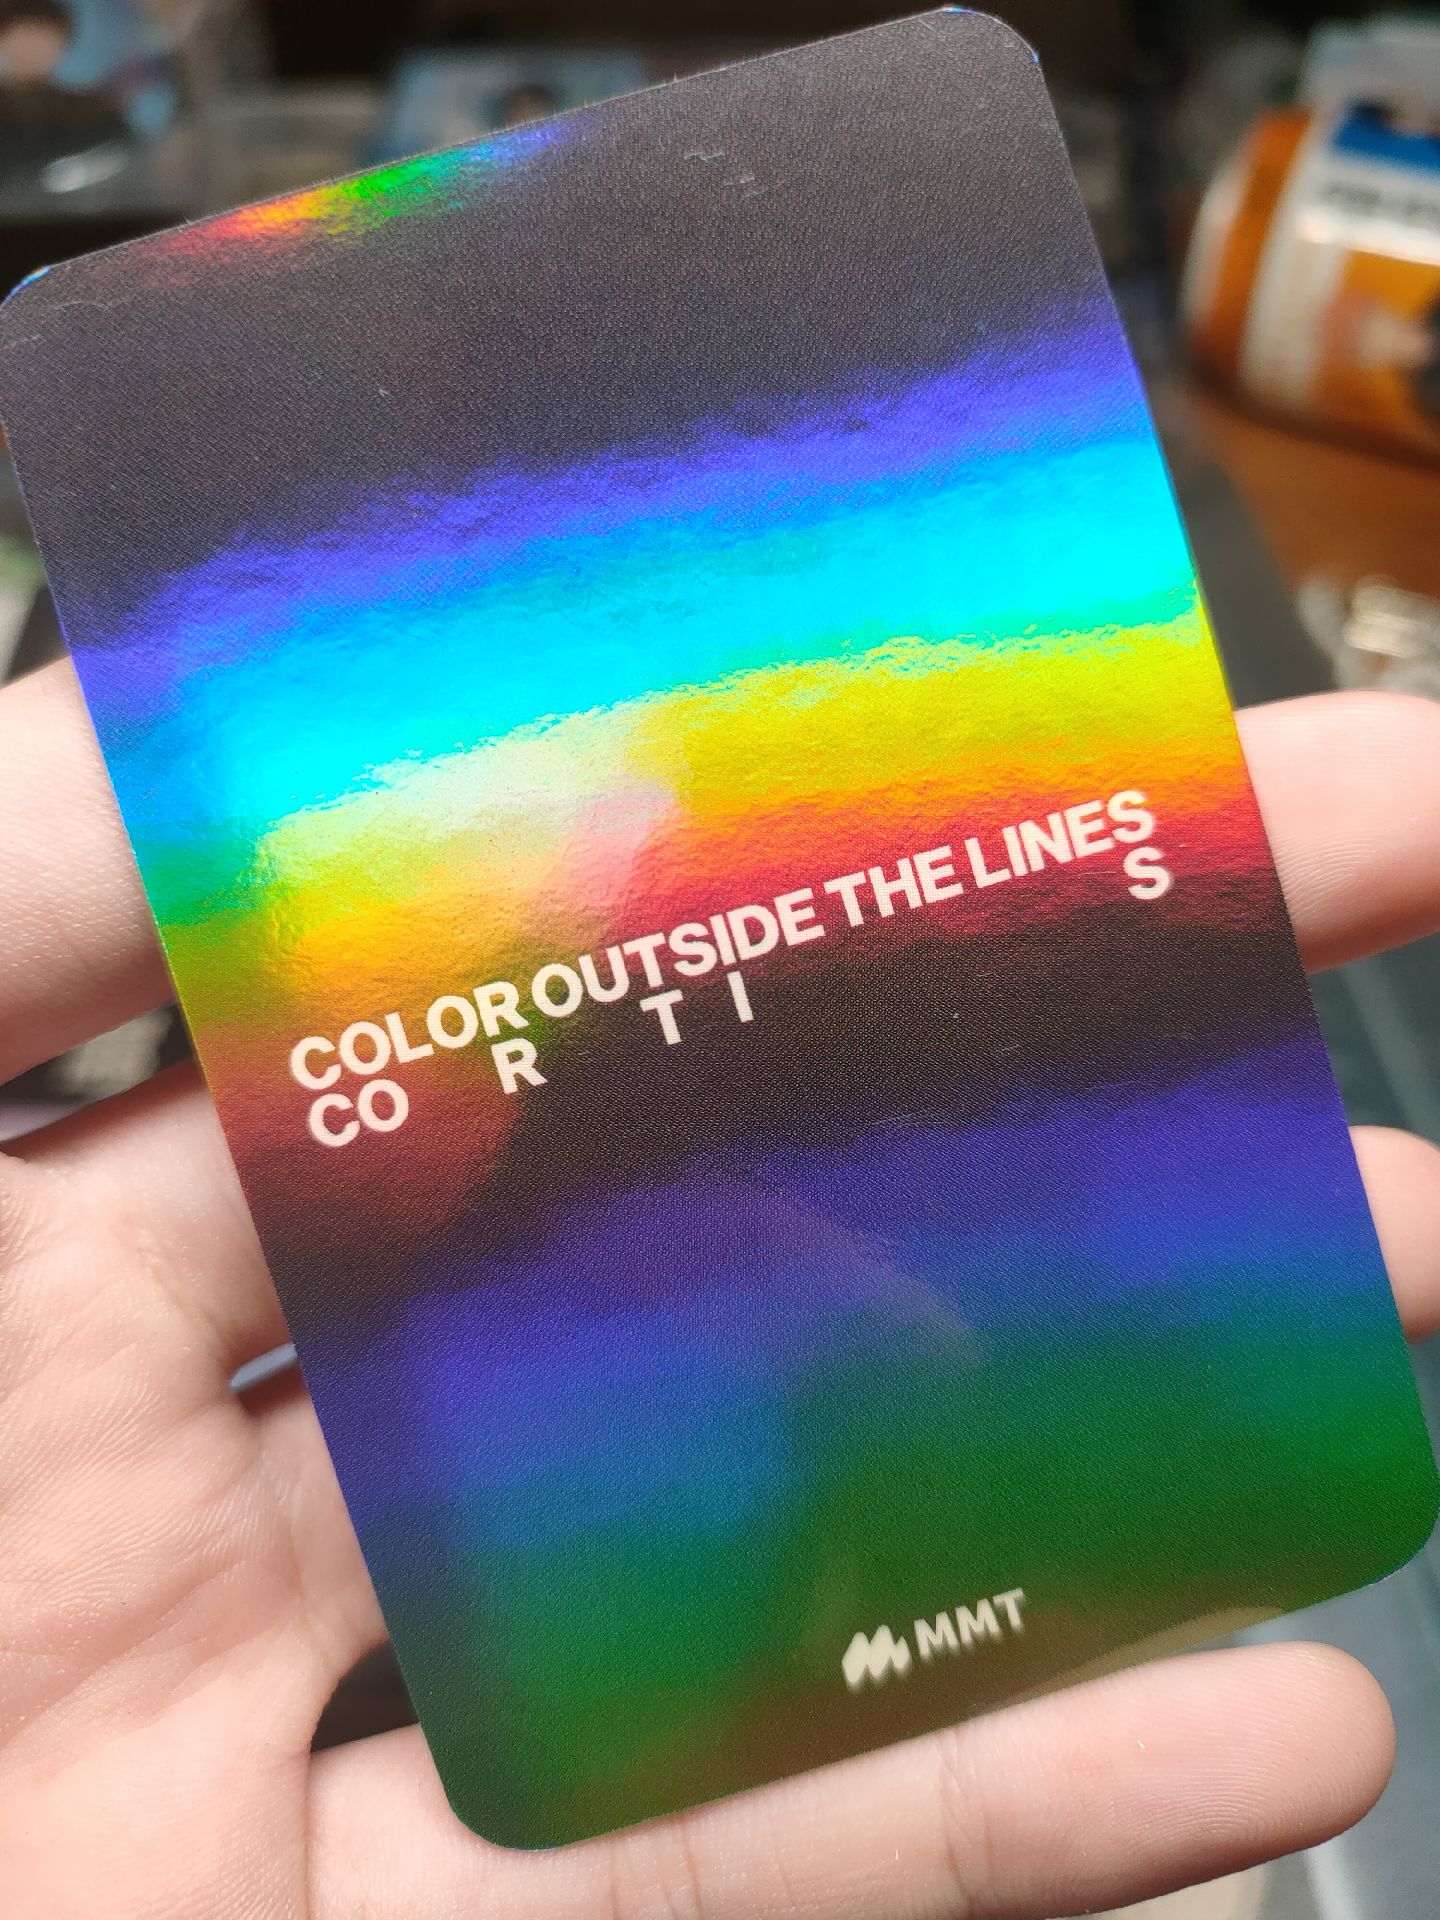 COLOR OUTSIDE THE LINES
CO R T I S
MMT